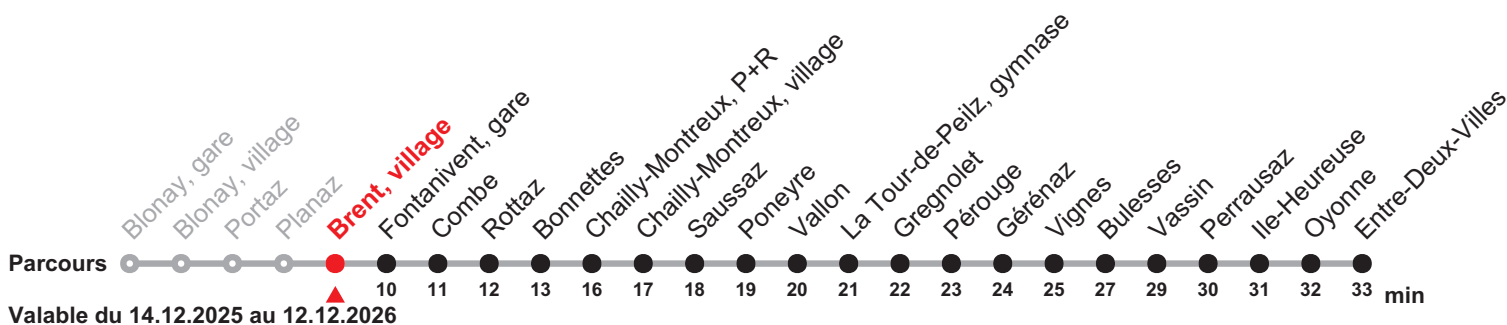 Blonay, gare
Blonay, village
Portaz
Planaz
Brent, village
Fontanivent, gare
Combe
Rottaz
Bonnettes
Chailly-Montreux, P+R
Chailly-Montreux, village
Saussaz
Poneyre
Vallon
La Tour-de-Peilz, gymnase
Gregnolet
Pérouge
Gérénaz
Vignes
Bulesses
Vassin
Perrausaz
Ile-Heureuse
Oyonne
Entre-Deux-Villes
Parcours
10 11 12 13 16 17 18 19 20 21 22 23 24 25 27 29 30 31 32 33 min
Valable du 14.12.2025 au 12.12.2026